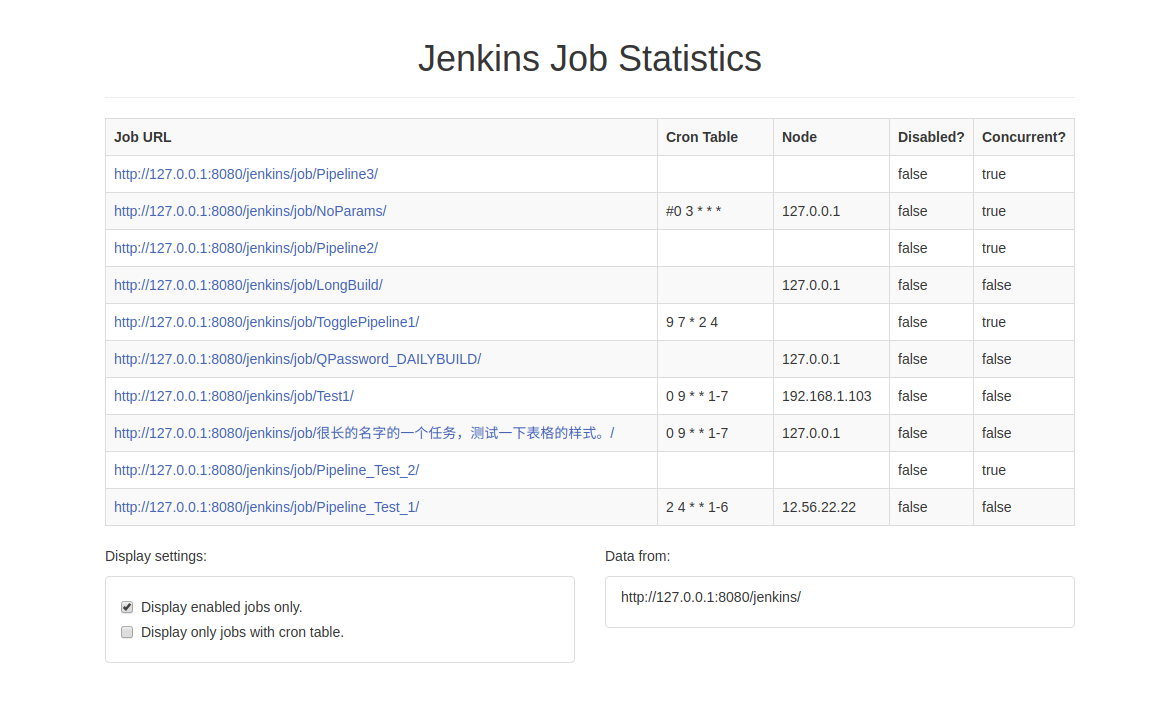 Jenkins Job Statistics
Job URL Cron Table Node Disabled? Concurrent?
http://127.0.0.1:8080/jenkins/job/Pipeline3/ false true
http://127.0.0.1:8080/jenkins/job/NoParams/ #0 3 * * * 127.0.0.1 false true
http://127.0.0.1:8080/jenkins/job/Pipeline2/ false true
http://127.0.0.1:8080/jenkins/job/LongBuild/ 127.0.0.1 false false
http://127.0.0.1:8080/jenkins/job/TogglePipeline1/ 9 7 * 2 4 false true
http://127.0.0.1:8080/jenkins/job/QPassword_DAILYBUILD/ 127.0.0.1 false false
http://127.0.0.1:8080/jenkins/job/Test1/ 0 9 * * 1-7 192.168.1.103 false false
http://127.0.0.1:8080/jenkins/job/很长的名字的一个任务，测试一下表格的样式。/ 0 9 * * 1-7 127.0.0.1 false false
http://127.0.0.1:8080/jenkins/job/Pipeline_Test_2/ false true
http://127.0.0.1:8080/jenkins/job/Pipeline_Test_1/ 2 4 * * 1-6 12.56.22.22 false false
Display settings:
Display enabled jobs only.
Display only jobs with cron table.
Data from:
http://127.0.0.1:8080/jenkins/